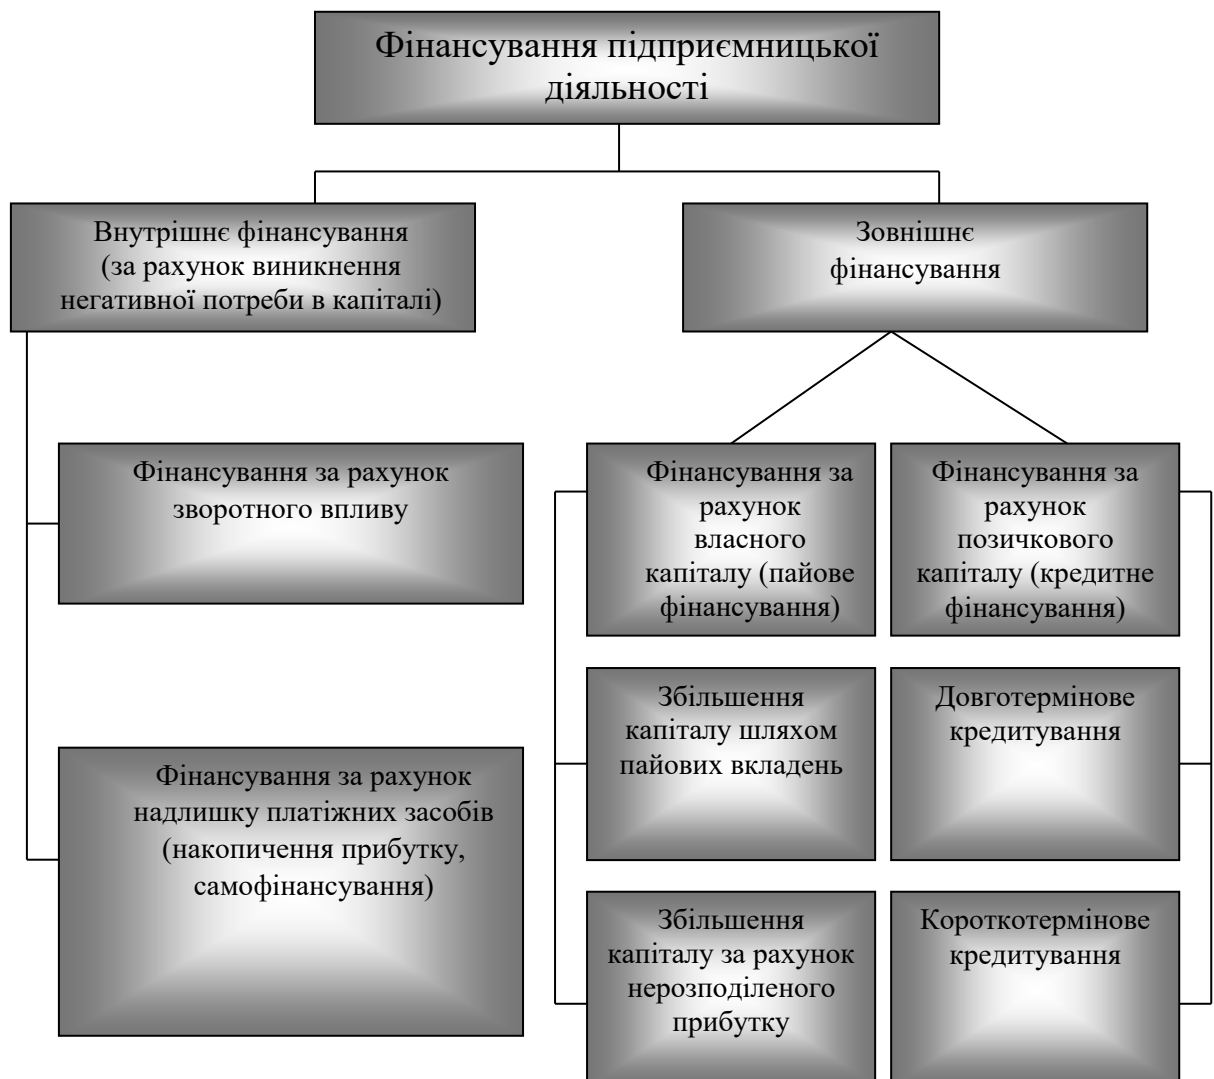 Фінансування підприємницької
діяльності
Внутрішнє фінансування
(за рахунок виникнення
негативної потреби в капіталі)
Зовнішнє
фінансування
Фінансування за рахунок
зворотного впливу
Фінансування за рахунок
надлишку платіжних засобів
(накопичення прибутку,
самофінансування)
Фінансування за
рахунок
власного
капіталу (пайове
фінансування)
Фінансування за
рахунок
позичкового
капіталу (кредитне
фінансування)
Збільшення
капіталу шляхом
пайових вкладень
Довготермінове
кредитування
Збільшення
капіталу за рахунок
нерозподіленого
прибутку
Короткотермінове
кредитування